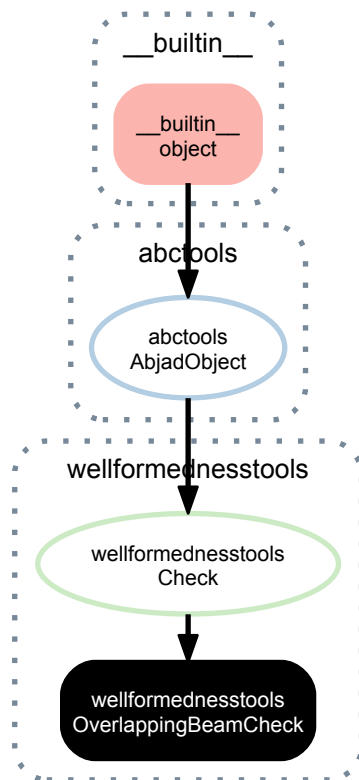 __builtin__
__builtin__
object
abctools
abctools
AbjadObject
wellformednesstools
wellformednesstools
Check
wellformednesstools
OverlappingBeamCheck